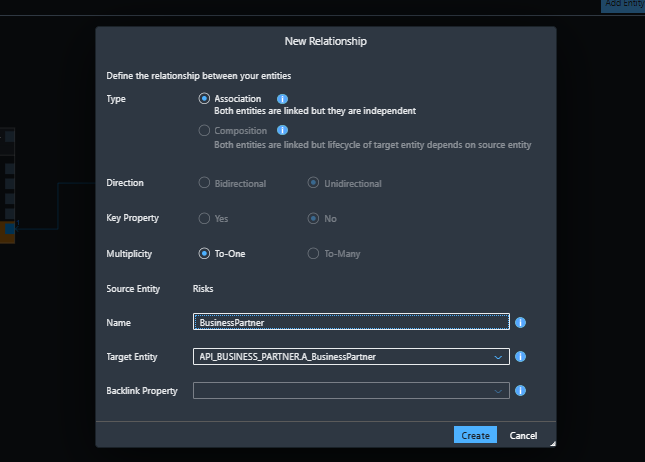 Add Entity
New Relationship
Define the relationship between your entities
Type
Association
Both entities are linked but they are independent
Composition
Both entities are linked but lifecycle of target entity depends on source entity
Direction
Bidirectional
Unidirectional
Key Property
Yes
No
Multiplicity
To-One
To-Many
Source Entity
Risks
Name
BusinessPartner
Target Entity
API_BUSINESS_PARTNER.A_BusinessPartner
Backlink Property
Create
Cancel